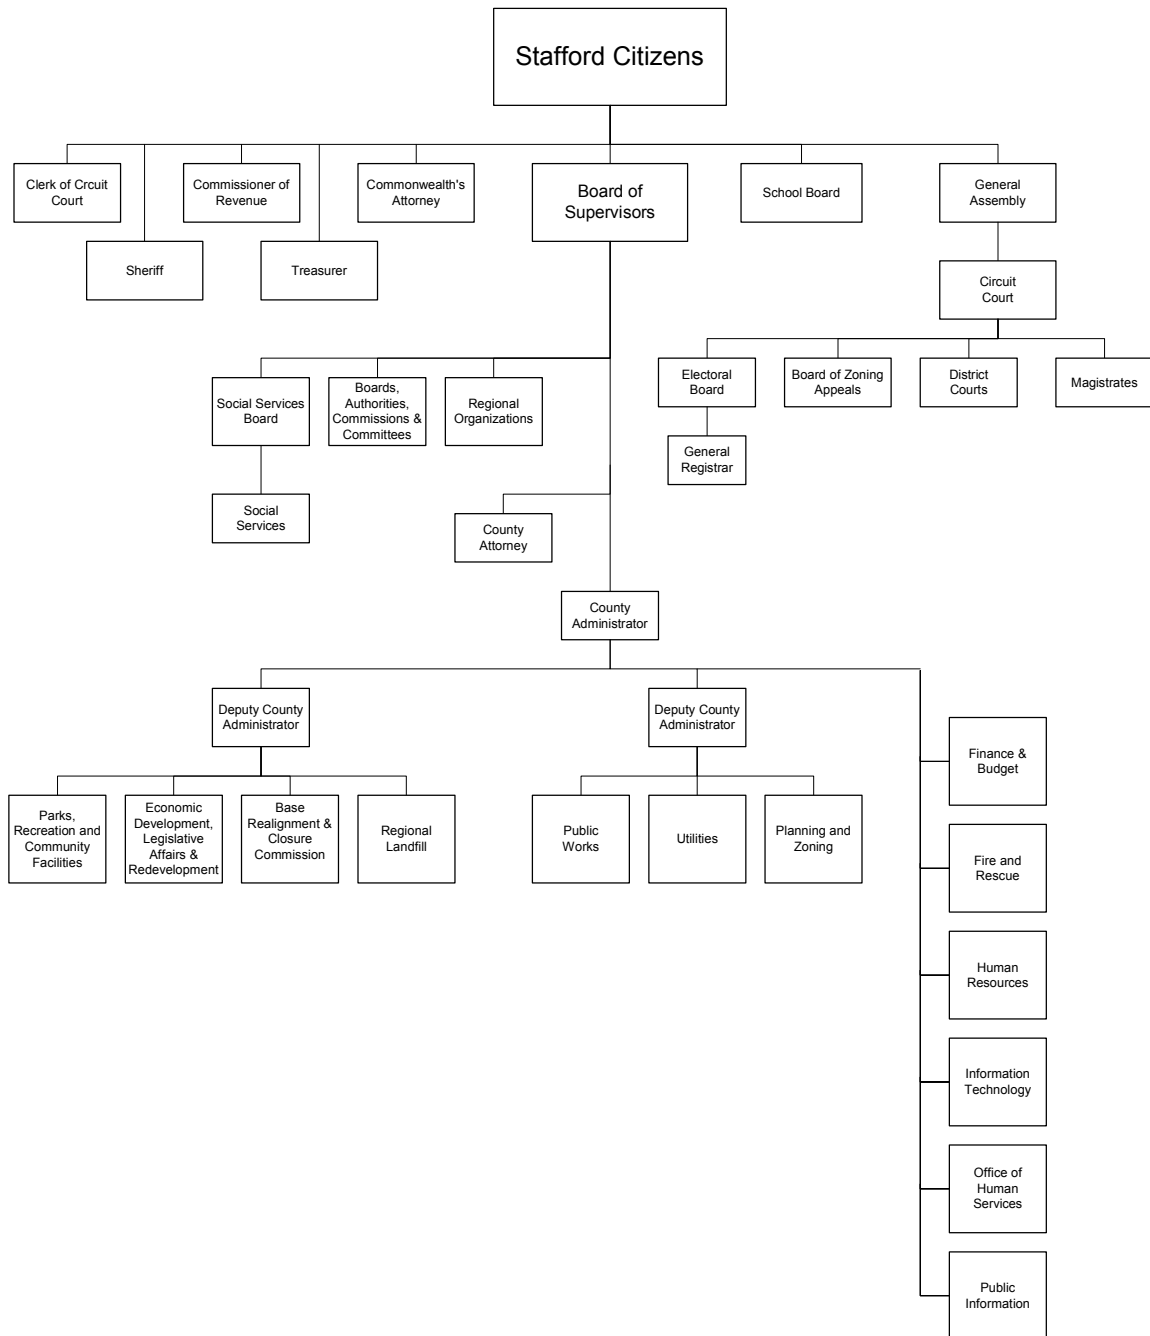 Stafford Citizens
Clerk of Crcuit
Court
Commissioner of
Revenue
Commonwealth's
Attorney
Board of
Supervisors
School Board
General
Assembly
Sheriff
Treasurer
Circuit
Court
Social Services
Board
Boards,
Authorities,
Commissions &
Committees
Regional
Organizations
Electoral
Board
Board of Zoning
Appeals
District
Courts
Magistrates
General
Registrar
Social
Services
County
Attorney
County
Administrator
Deputy County
Administrator
Deputy County
Administrator
Parks,
Recreation and
Community
Facilities
Economic
Development,
Legislative
Affairs &
Redevelopment
Base
Realignment &
Closure
Commission
Regional
Landfill
Public
Works
Utilities
Planning and
Zoning
Finance &
Budget
Fire and
Rescue
Human
Resources
Information
Technology
Office of
Human
Services
Public
Information